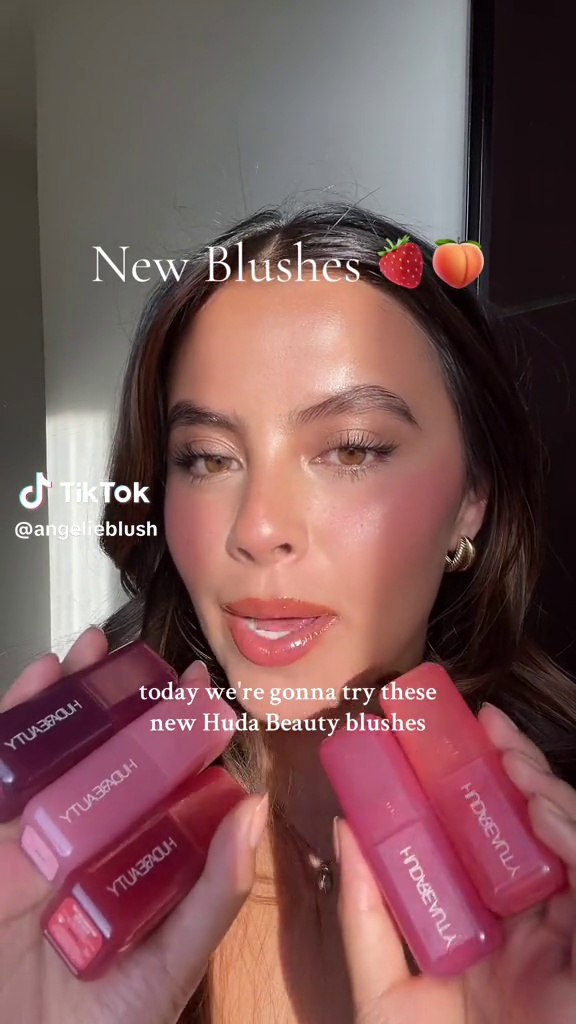 New Blushes 🍓 🍑
TikTok
@angelieblush
today we're gonna try these
new Huda Beauty blushes
HUDABEAUTY
HUDABEAUTY
HUDABEAUTY
HUDABEAUTY
HUDABEAUTY